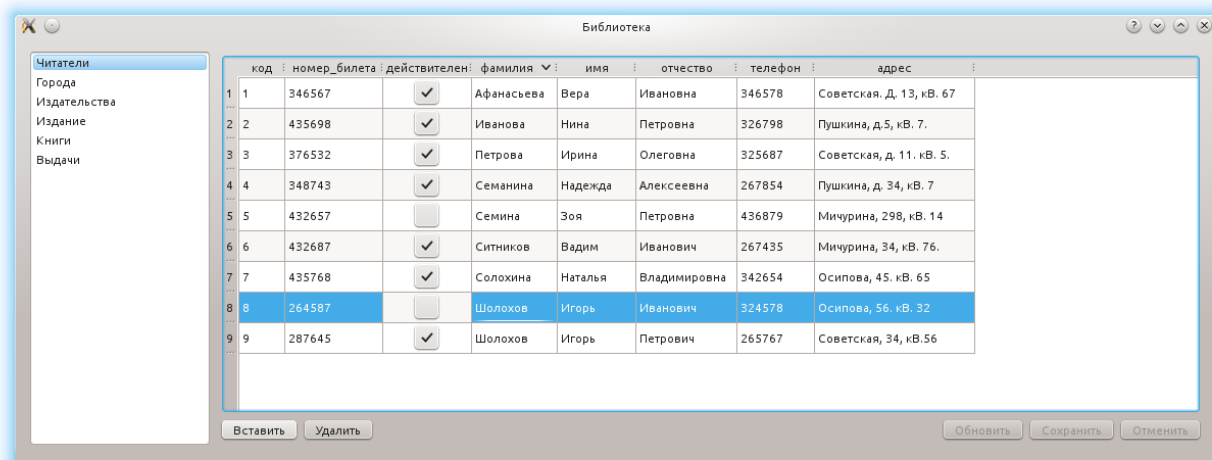 Библиотека
Читатели
Города
Издательства
Издание
Книги
Выдачи
код номер_билета действителен фамилия имя отчество телефон адрес
1 1 346567 Афанасьева Вера Ивановна 346578 Советская. Д. 13, кВ. 67
2 2 435698 Иванова Нина Петровна 326798 Пушкина, д.5, кВ. 7.
3 3 376532 Петрова Ирина Олеговна 325687 Советская, д. 11. кВ. 5.
4 4 348743 Семанина Надежда Алексеевна 267854 Пушкина, д. 34, кВ. 7
5 5 432657 Семина Зоя Петровна 436879 Мичурина, 298, кВ. 14
6 6 432687 Ситников Вадим Иванович 267435 Мичурина, 34, кВ. 76.
7 7 435768 Солохина Наталья Владимировна 342654 Осипова, 45. кВ. 65
8 8 264587 Шолохов Игорь Иванович 324578 Осипова, 56. кВ. 32
9 9 287645 Шолохов Игорь Петрович 265767 Советская, 34, кВ.56
Вставить Удалить Обновить Сохранить Отменить